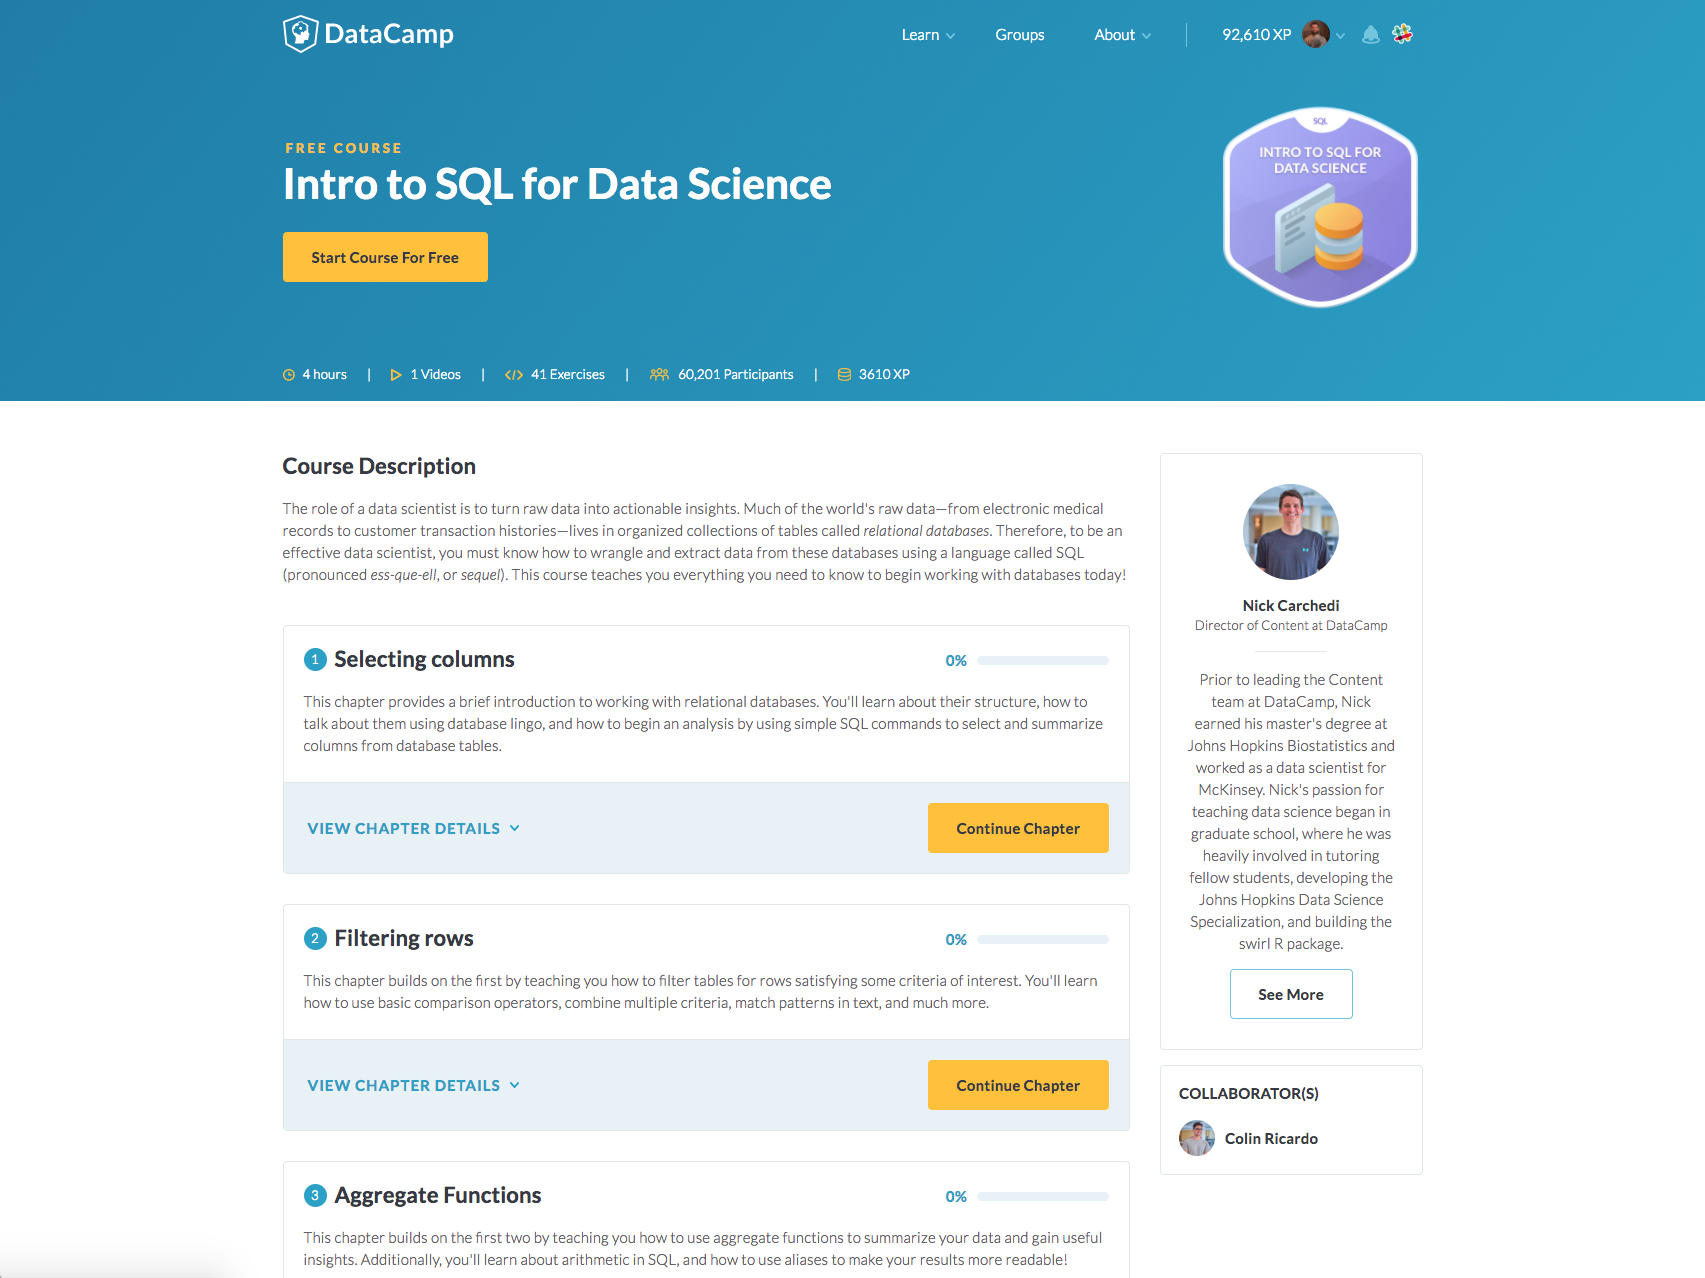 DataCamp
Learn
Groups
About
92,610 XP
FREE COURSE
Intro to SQL for Data Science
Start Course For Free
SQL
INTRO TO SQL FOR
DATA SCIENCE
4 hours | 1 Videos | 41 Exercises | 60,201 Participants | 3610 XP
Course Description
The role of a data scientist is to turn raw data into actionable insights. Much of the world's raw data—from electronic medical
records to customer transaction histories—lives in organized collections of tables called relational databases. Therefore, to be an
effective data scientist, you must know how to wrangle and extract data from these databases using a language called SQL
(pronounced ess-que-ell, or sequel). This course teaches you everything you need to know to begin working with databases today!
1 Selecting columns
0%
This chapter provides a brief introduction to working with relational databases. You'll learn about their structure, how to
talk about them using database lingo, and how to begin an analysis by using simple SQL commands to select and summarize
columns from database tables.
VIEW CHAPTER DETAILS
Continue Chapter
2 Filtering rows
0%
This chapter builds on the first by teaching you how to filter tables for rows satisfying some criteria of interest. You'll learn
how to use basic comparison operators, combine multiple criteria, match patterns in text, and much more.
VIEW CHAPTER DETAILS
Continue Chapter
3 Aggregate Functions
0%
This chapter builds on the first two by teaching you how to use aggregate functions to summarize your data and gain useful
insights. Additionally, you'll learn about arithmetic in SQL, and how to use aliases to make your results more readable!
Nick Carchedi
Director of Content at DataCamp
Prior to leading the Content
team at DataCamp, Nick
earned his master's degree at
Johns Hopkins Biostatistics and
worked as a data scientist for
McKinsey. Nick's passion for
teaching data science began in
graduate school, where he was
heavily involved in tutoring
fellow students, developing the
Johns Hopkins Data Science
Specialization, and building the
swirl R package.
See More
COLLABORATOR(S)
Colin Ricardo